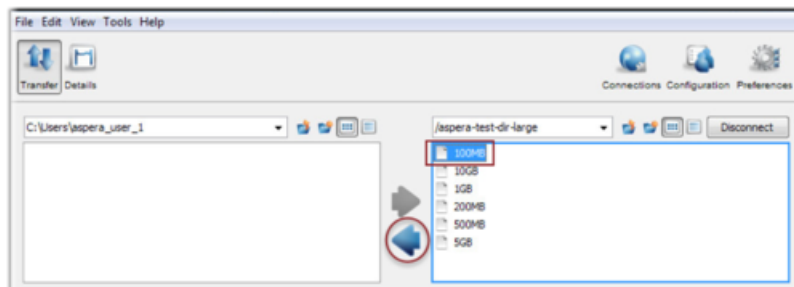 File Edit View Tools Help
Transfer Details
Connections Configuration Preferences
C:\Users\aspera_user_1
/aspera-test-dir-large
Disconnect
100MB
10GB
1GB
200MB
500MB
5GB